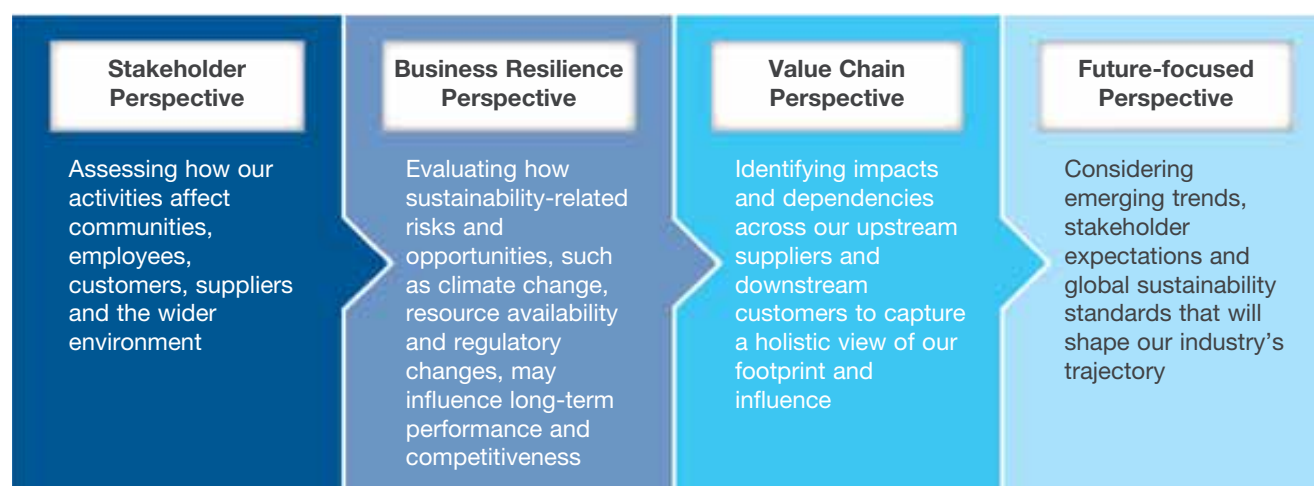 Stakeholder
Perspective
Assessing how our
activities affect
communities,
employees,
customers, suppliers
and the wider
environment
Business Resilience
Perspective
Evaluating how
sustainability-related
risks and
opportunities, such
as climate change,
resource availability
and regulatory
changes, may
influence long-term
performance and
competitiveness
Value Chain
Perspective
Identifying impacts
and dependencies
across our upstream
suppliers and
downstream
customers to capture
a holistic view of our
footprint and
influence
Future-focused
Perspective
Considering
emerging trends,
stakeholder
expectations and
global sustainability
standards that will
shape our industry’s
trajectory